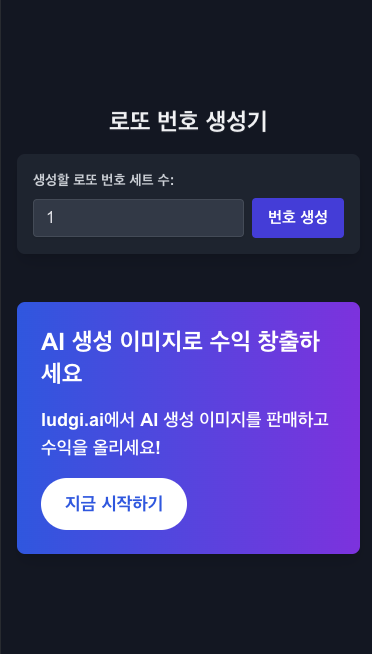 로또 번호 생성기
생성할 로또 번호 세트 수:
1
번호 생성
AI 생성 이미지로 수익 창출하
세요
ludgi.ai에서 AI 생성 이미지를 판매하고
수익을 올리세요!
지금 시작하기